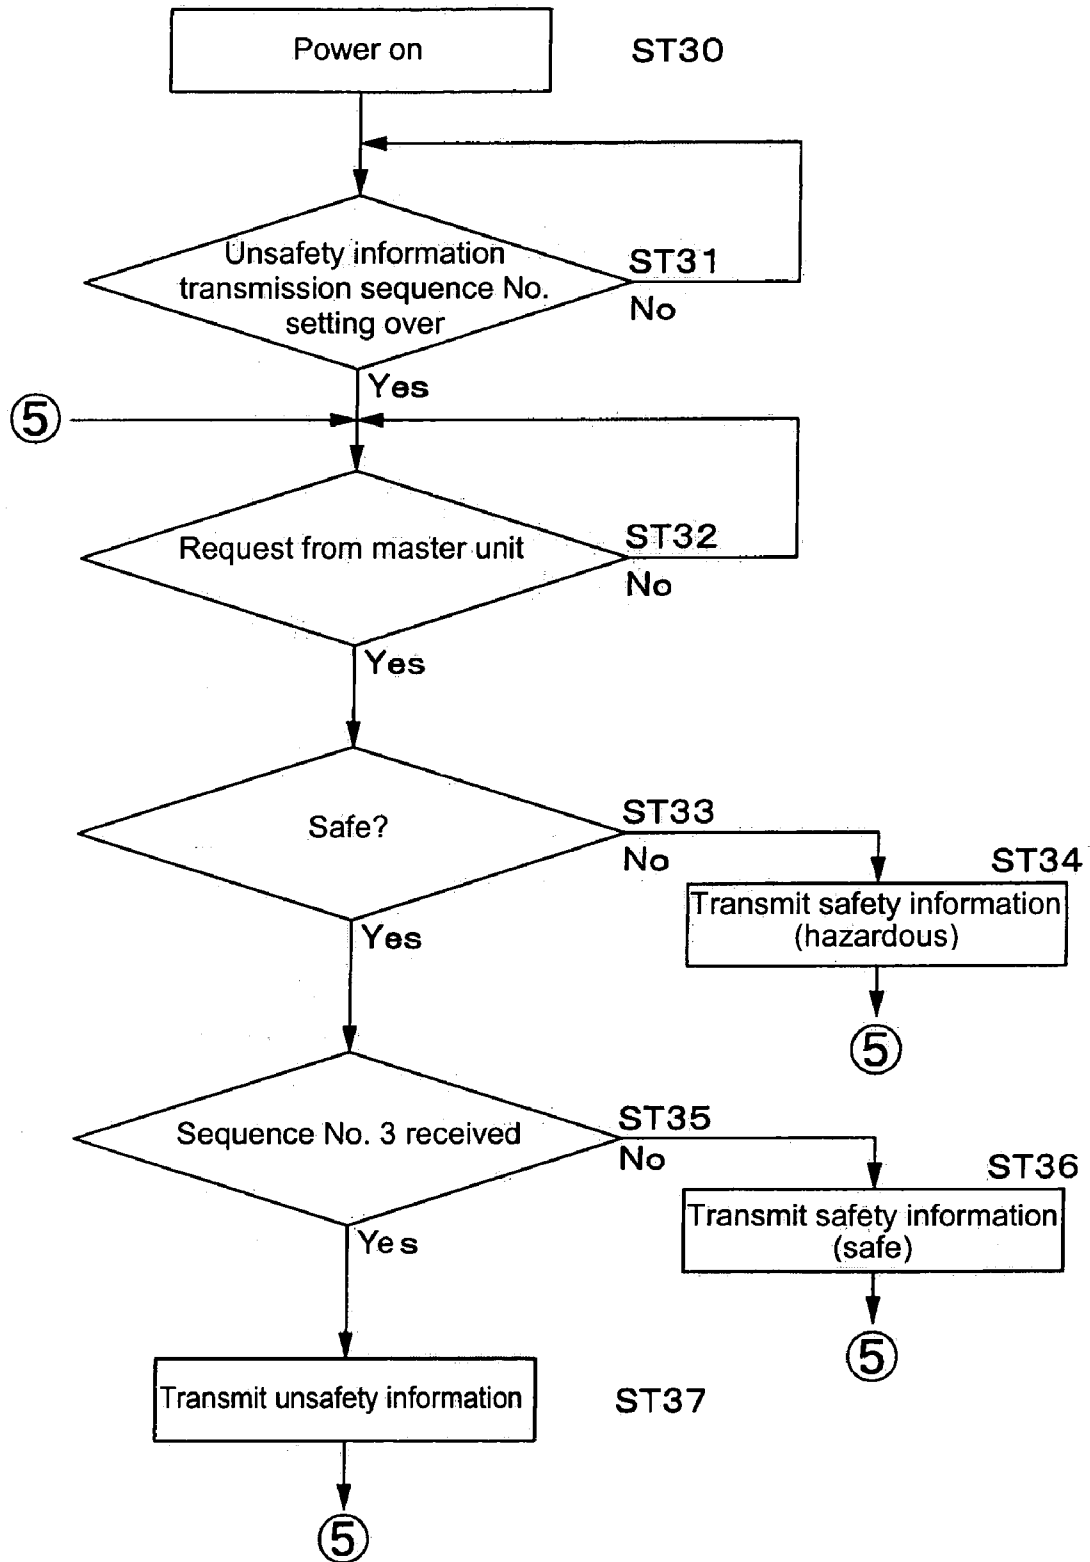 Power on
ST30
Unsafety information
transmission sequence No.
setting over
ST31
No
Yes
⑤
Request from master unit
ST32
No
Yes
Safe?
ST33
No
ST34
Transmit safety information
(hazardous)
Yes
⑤
Sequence No. 3 received
ST35
No
ST36
Transmit safety information
(safe)
Yes
⑤
Transmit unsafety information
ST37
⑤